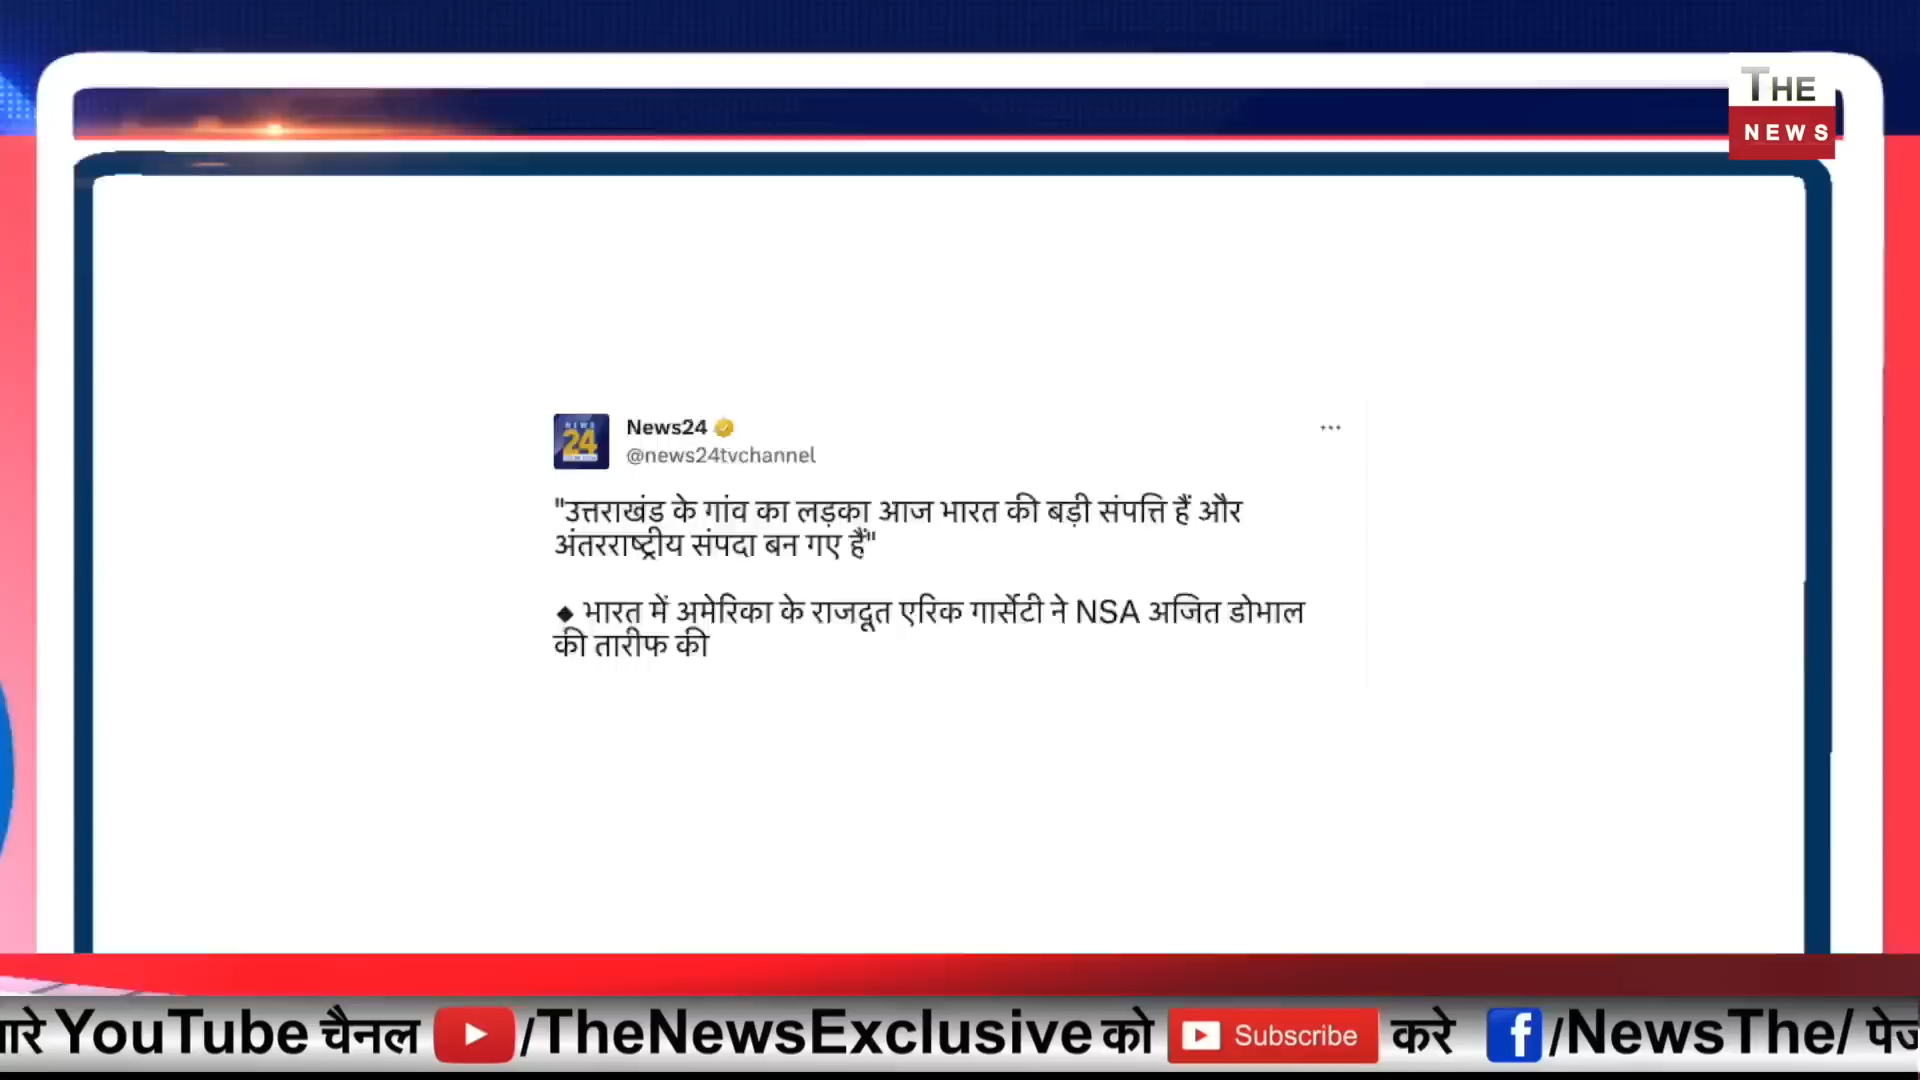 THE
NEWS
News24
@news24tvchannel
"उत्तराखंड के गांव का लड़का आज भारत की बड़ी संपत्ति हैं और
अंतरराष्ट्रीय संपदा बन गए हैं"
◆ भारत में अमेरिका के राजदूत एरिक गार्सेटी ने NSA अजित डोभाल
की तारीफ की
YouTube चैनल /TheNewsExclusive को Subscribe करे /NewsThe/